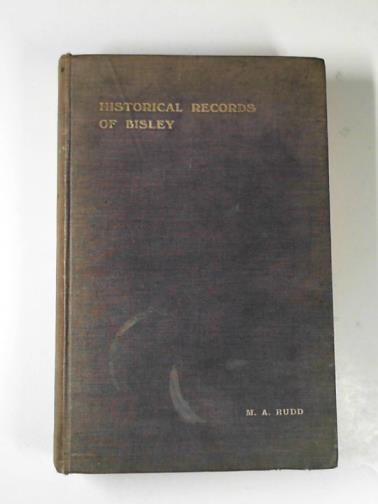 HISTORICAL RECORDS
OF BISLEY
M. A. RUDD